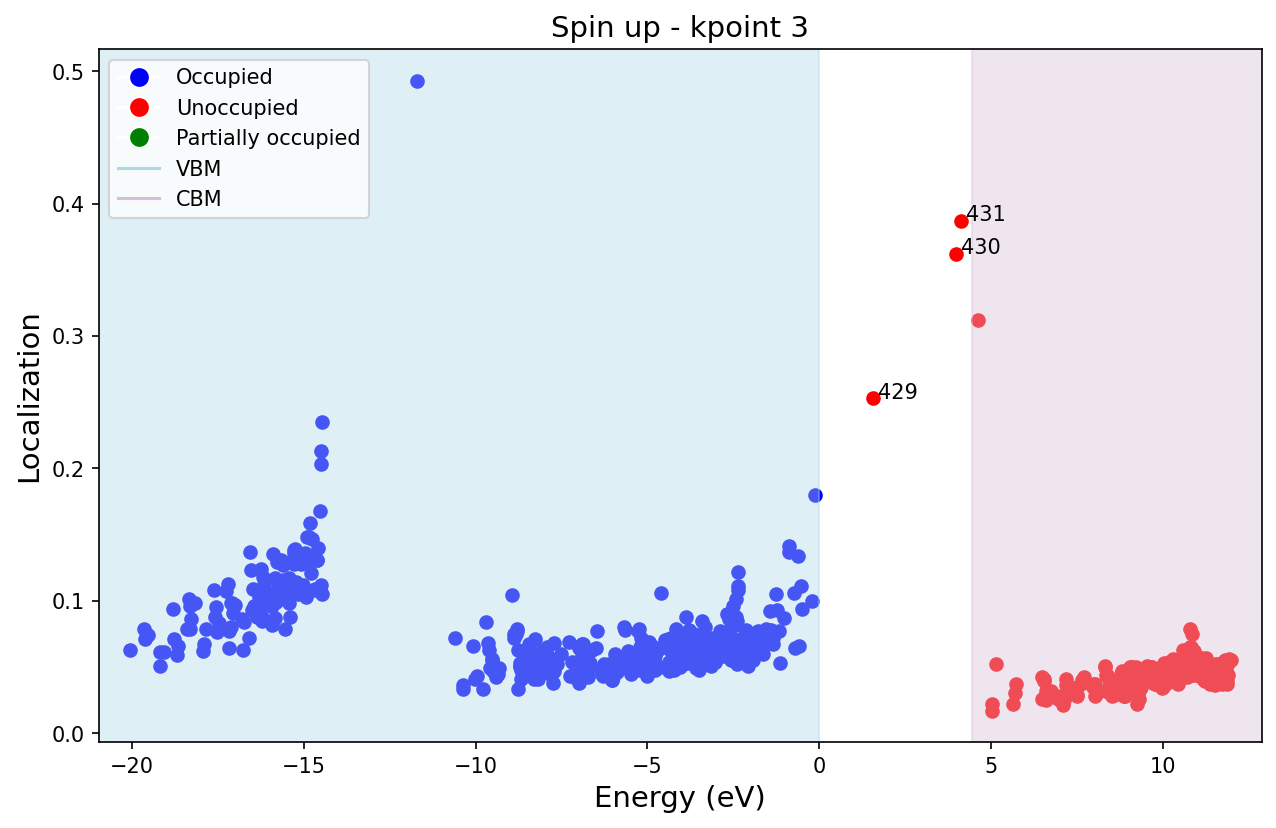 Spin up - kpoint 3
Localization
0.5
0.4
0.3
0.2
0.1
0.0
Occupied
Unoccupied
Partially occupied
VBM
CBM
431
430
429
−20
−15
−10
−5
0
5
10
Energy (eV)